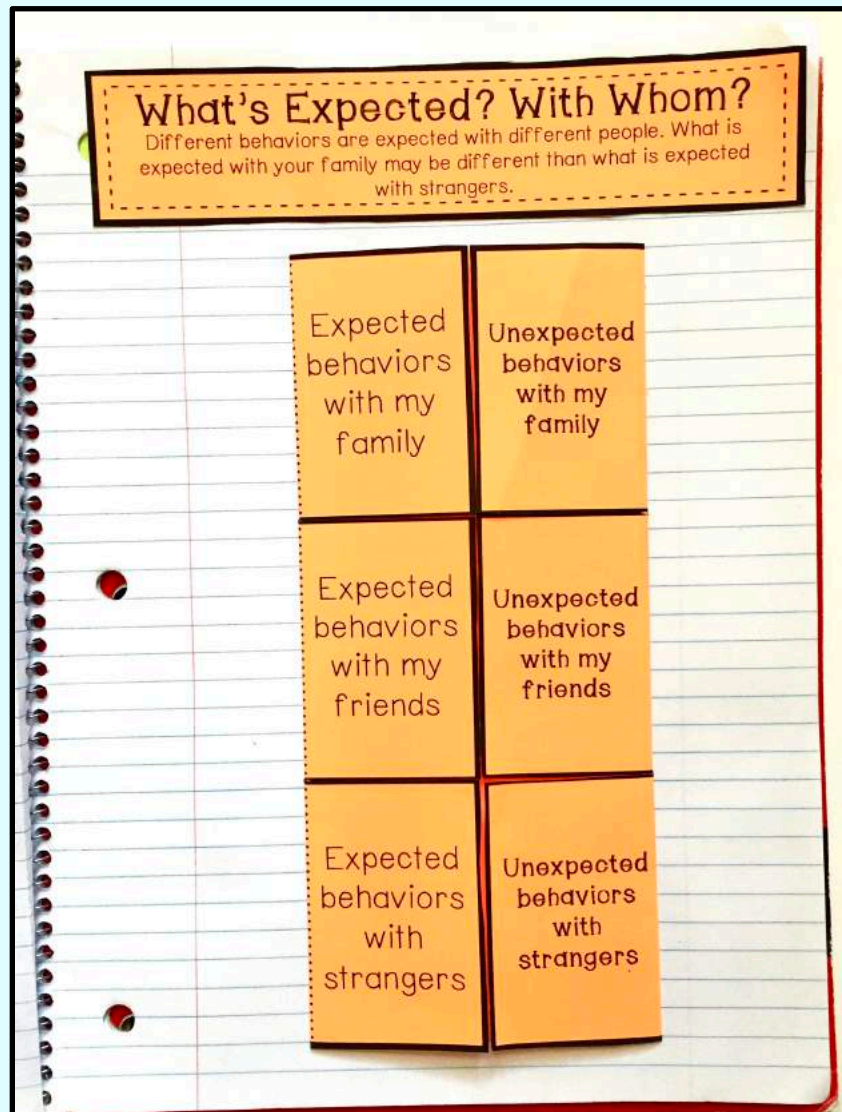 What's Expected? With Whom?
Different behaviors are expected with different people. What is
expected with your family may be different than what is expected
with strangers.
Expected
behaviors
with my
family
Unexpected
behaviors
with my
family
Expected
behaviors
with my
friends
Unexpected
behaviors
with my
friends
Expected
behaviors
with
strangers
Unexpected
behaviors
with
strangers